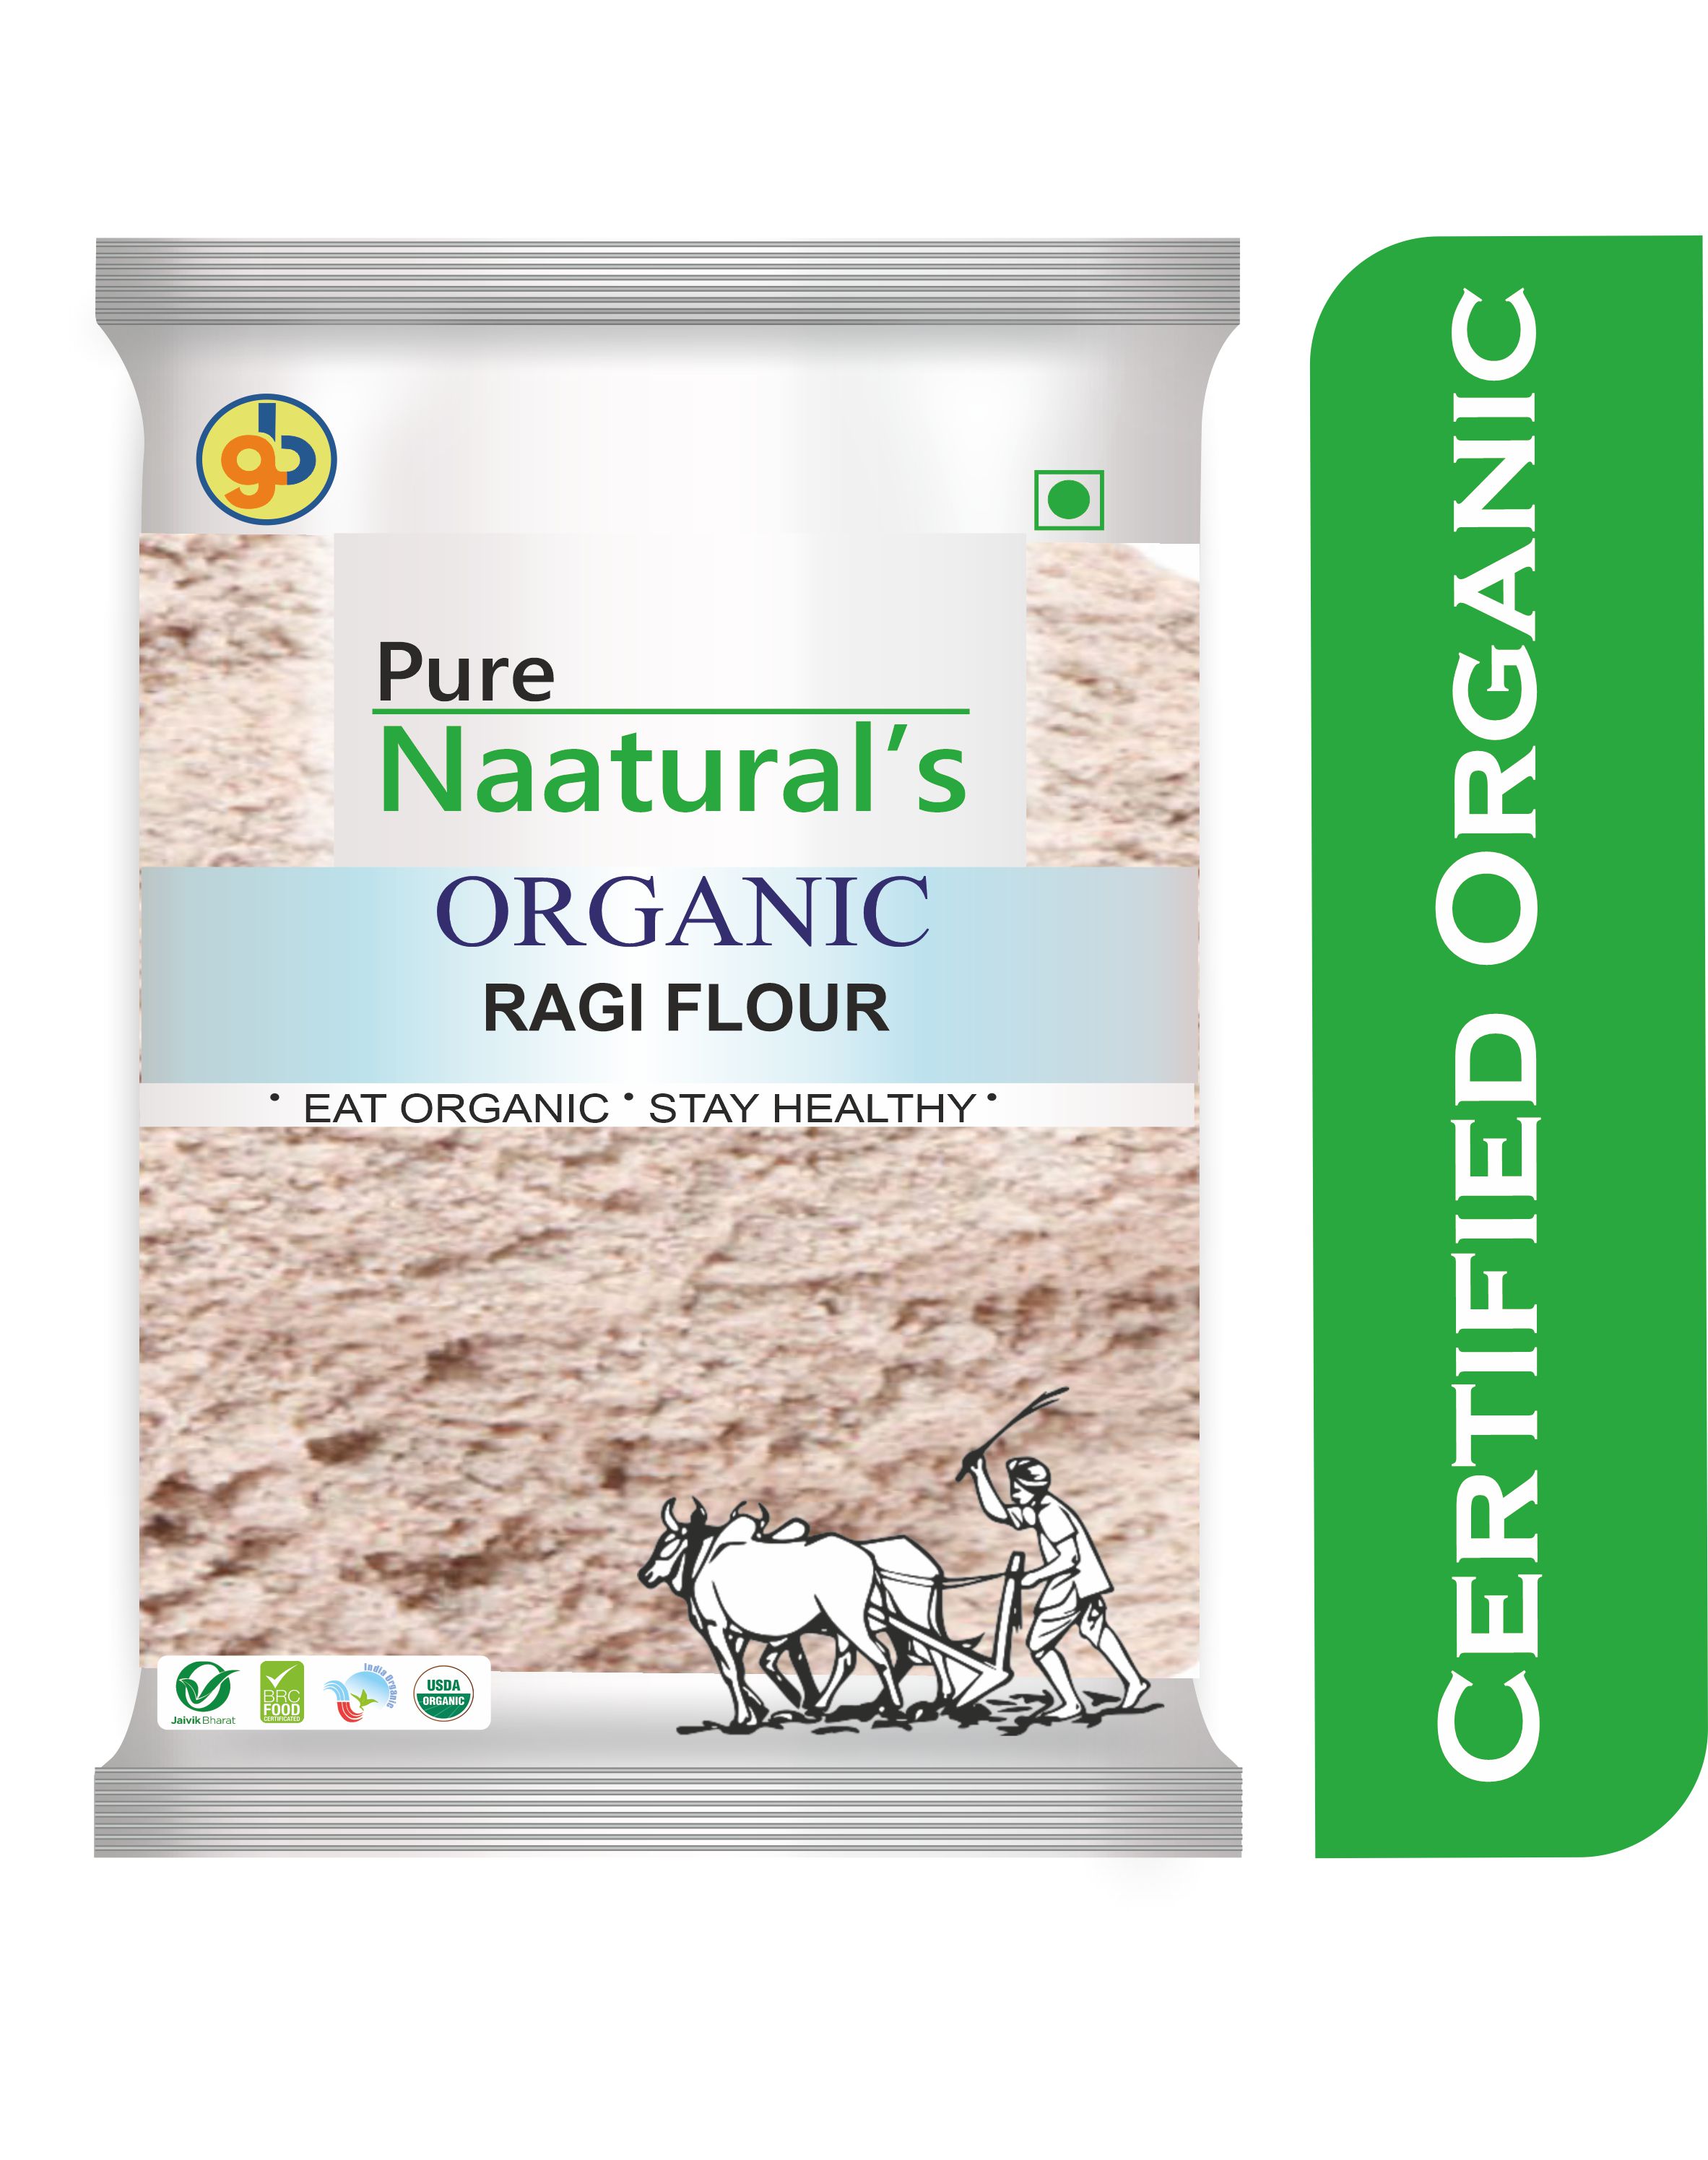 gb
Pure
Naatural's
ORGANIC
RAGI FLOUR
• EAT ORGANIC • STAY HEALTHY •
Jaivik Bharat
BRC
FOOD
CERTIFICATED
India Organic
USDA
ORGANIC
CERTIFIED ORGANIC